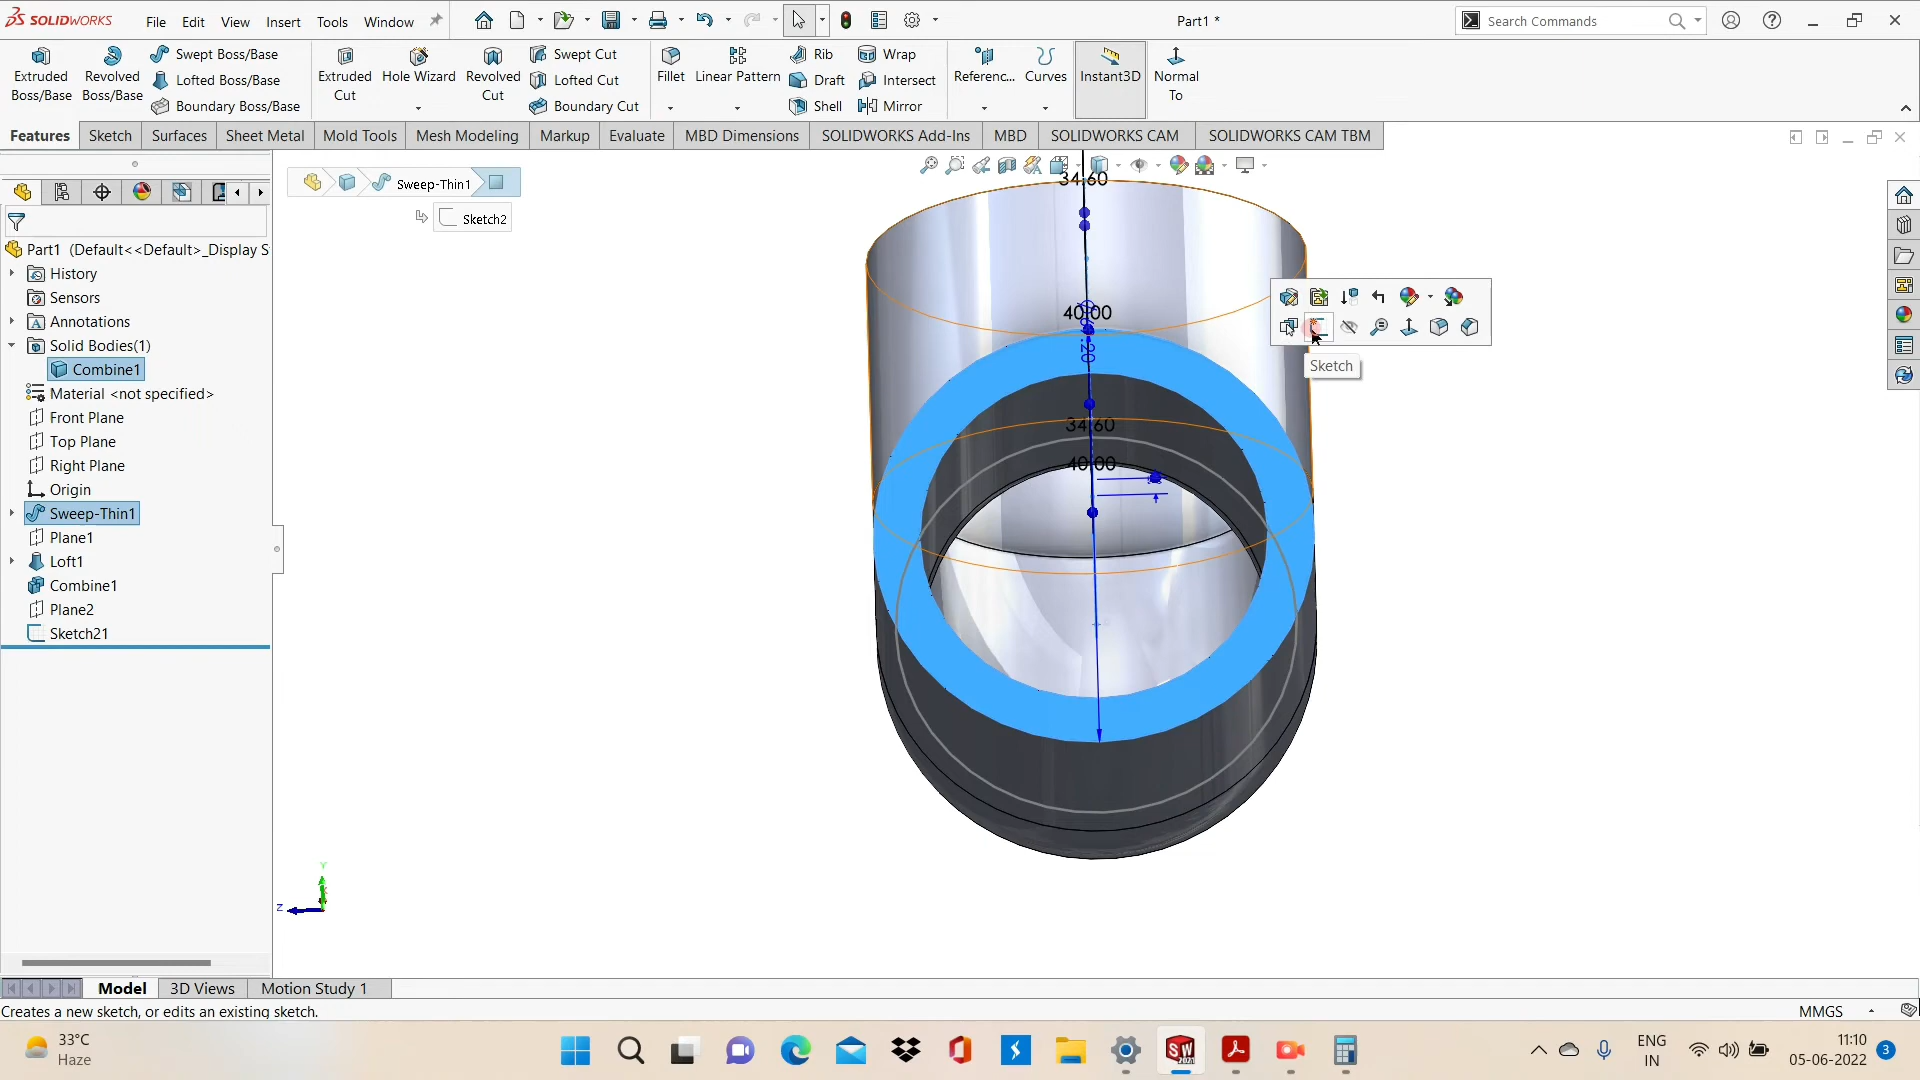 SOLIDWORKS File Edit View Insert Tools Window Part1 * Search Commands
Extruded Boss/Base
Revolved Boss/Base
Swept Boss/Base
Lofted Boss/Base
Boundary Boss/Base
Extruded Cut
Hole Wizard
Revolved Cut
Swept Cut
Lofted Cut
Boundary Cut
Fillet
Linear Pattern
Rib
Draft
Shell
Wrap
Intersect
Mirror
Referenc...
Curves
Instant3D
Normal To
Features Sketch Surfaces Sheet Metal Mold Tools Mesh Modeling Markup Evaluate MBD Dimensions SOLIDWORKS Add-Ins MBD SOLIDWORKS CAM SOLIDWORKS CAM TBM
Sweep-Thin1
Sketch2
Part1 (Default<<Default>_Display S
History
Sensors
Annotations
Solid Bodies(1)
Combine1
Material <not specified>
Front Plane
Top Plane
Right Plane
Origin
Sweep-Thin1
Plane1
Loft1
Combine1
Plane2
Sketch21
34.60
40.00
34.60
40.00
Sketch
Y
Z
Model 3D Views Motion Study 1
Creates a new sketch, or edits an existing sketch. MMGS
33°C
Haze
SW
2021
ENG
IN
11:10
05-06-2022
3